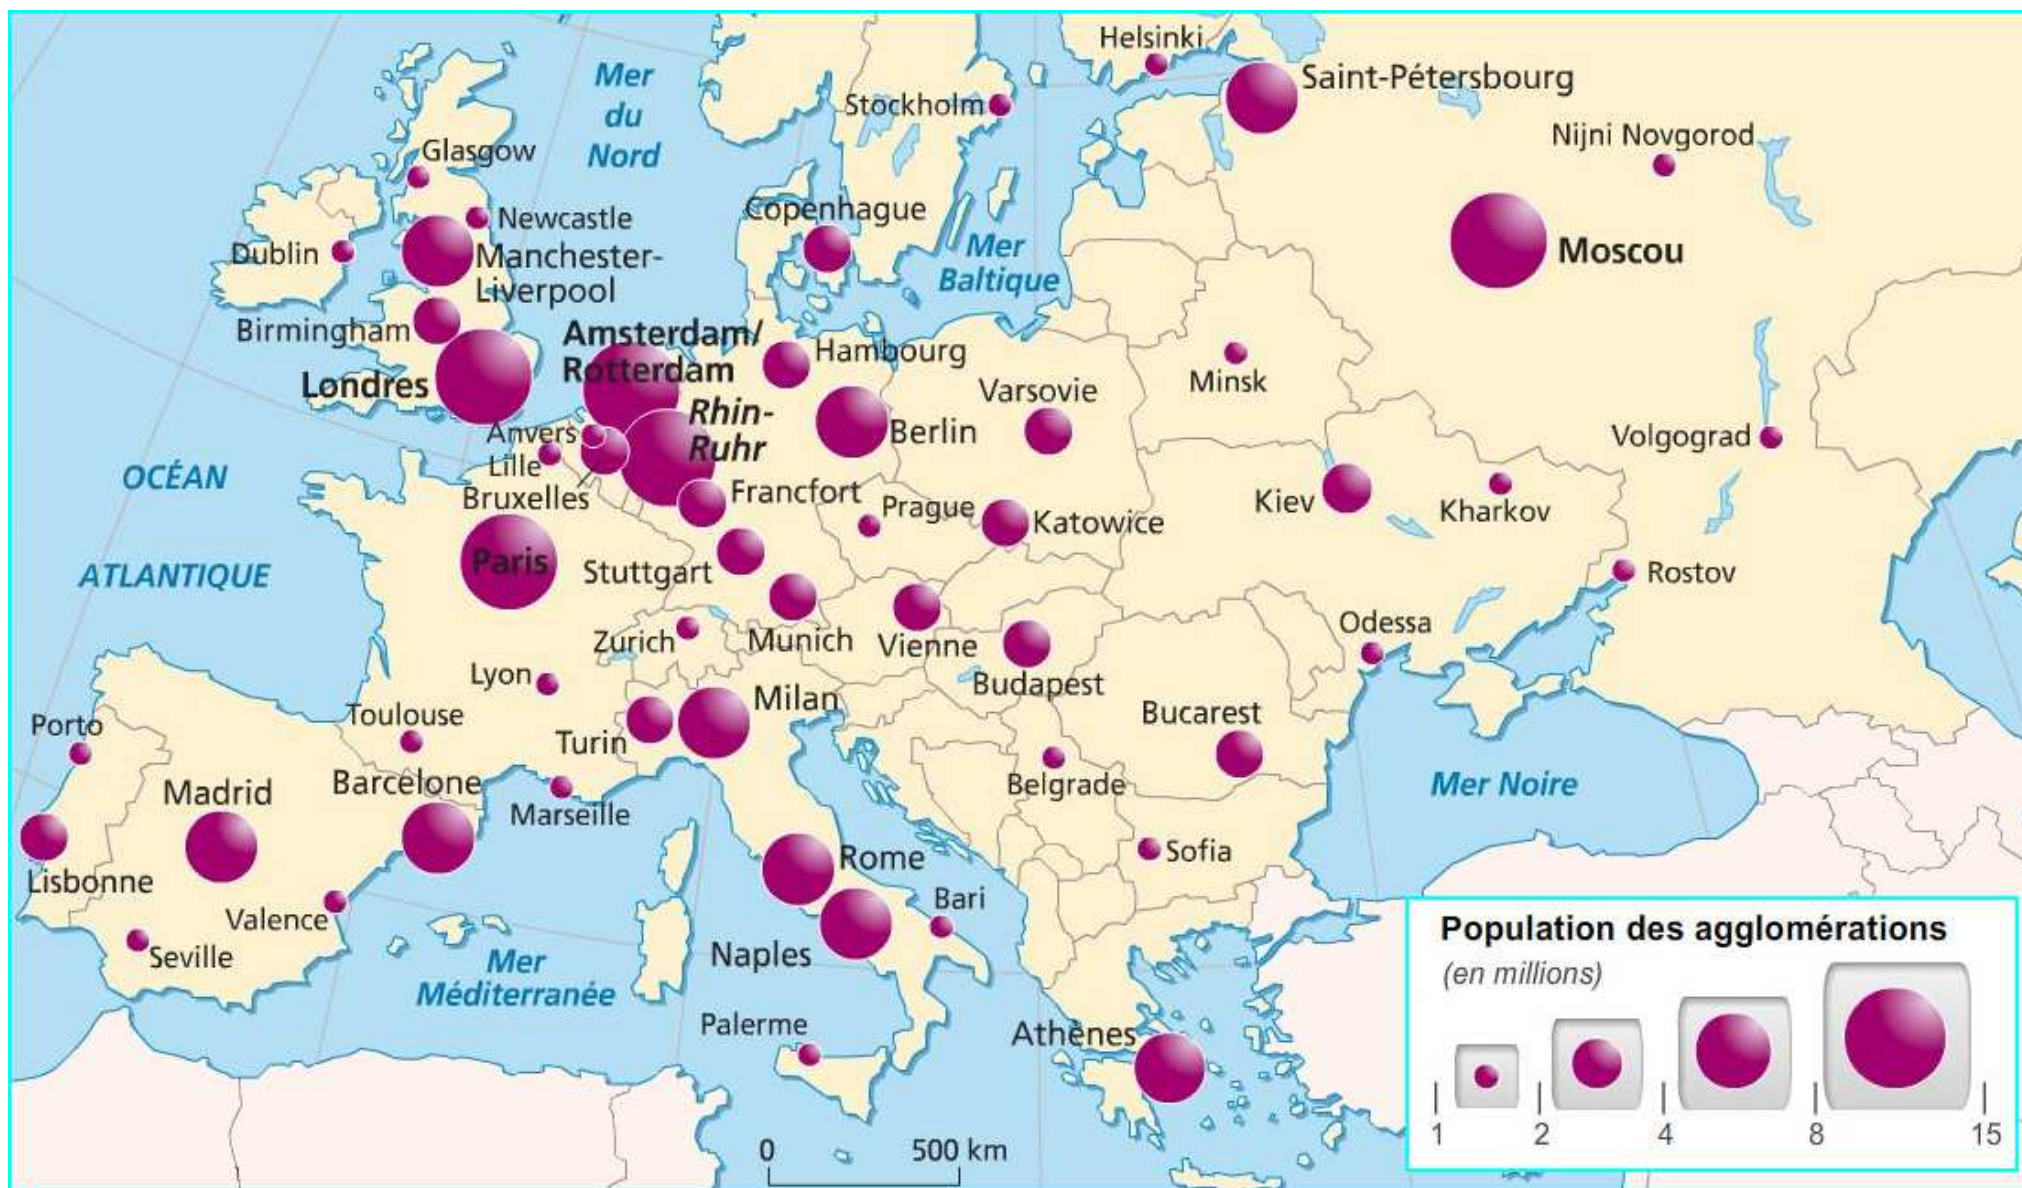 Helsinki
Saint-Pétersbourg
Mer
du
Nord
Stockholm
Nijni Novgorod
Glasgow
Copenhague
Newcastle
Dublin
Manchester-
Liverpool
Mer
Baltique
Moscou
Birmingham
Amsterdam/
Rotterdam
Hambourg
Londres
Minsk
Varsovie
Rhin-
Ruhr
Berlin
Anvers
Lille
Bruxelles
Volgograd
OCÉAN
ATLANTIQUE
Francfort
Prague
Katowice
Kiev
Kharkov
Paris
Stuttgart
Rostov
Zurich
Munich
Vienne
Odessa
Lyon
Budapest
Milan
Porto
Toulouse
Turin
Bucarest
Madrid
Barcelone
Marseille
Belgrade
Mer Noire
Lisbonne
Rome
Sofia
Valence
Bari
Seville
Naples
Mer
Méditerranée
Palerme
Athènes
0 500 km
Population des agglomérations
(en millions)
1 2 4 8 15